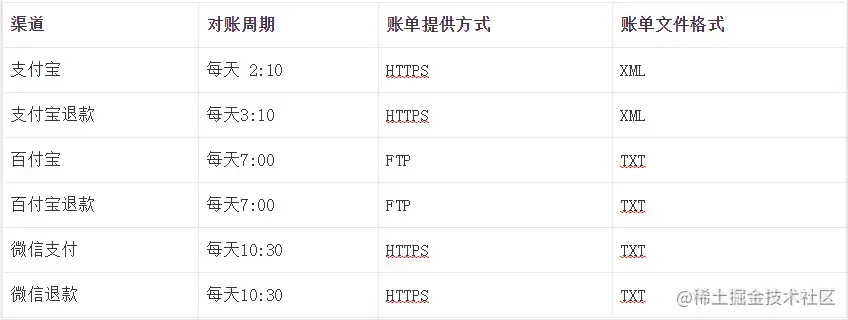 渠道 对账周期 账单提供方式 账单文件格式
支付宝 每天 2:10 HTTPS XML
支付宝退款 每天3:10 HTTPS XML
百付宝 每天7:00 FTP TXT
百付宝退款 每天7:00 FTP TXT
微信支付 每天10:30 HTTPS TXT
微信退款 每天10:30 HTTPS TXT
@稀土掘金技术社区